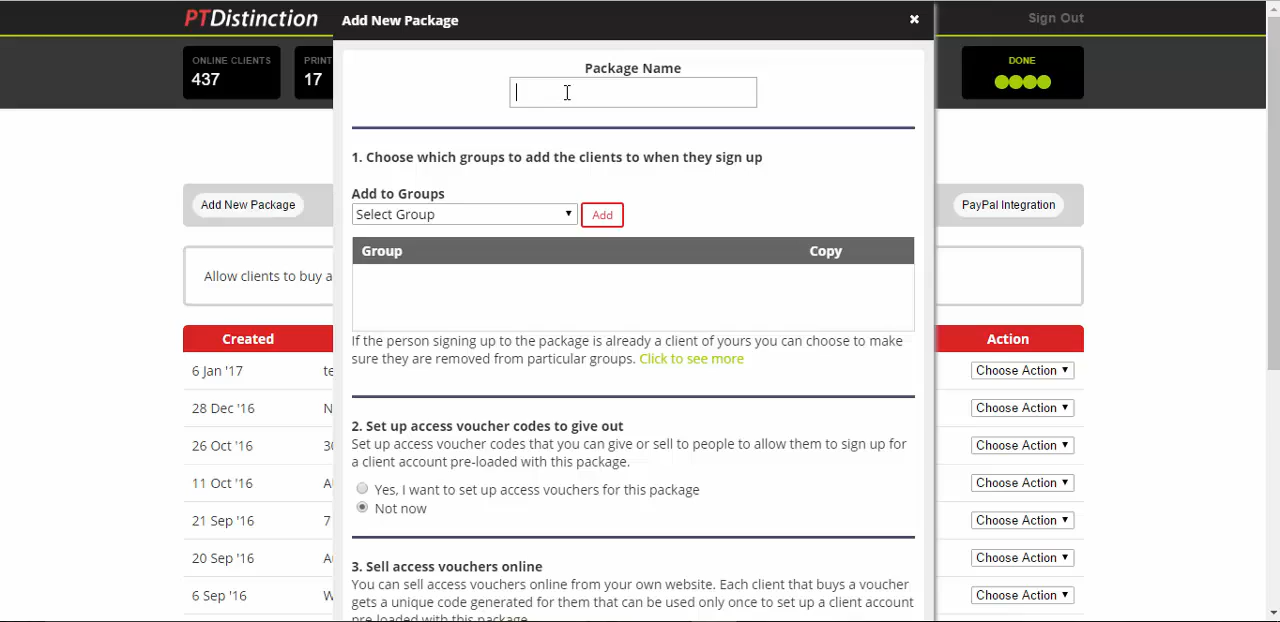 PTDistinction
Add New Package
×
Sign Out
ONLINE CLIENTS
437
PRINT
17
DONE
Package Name
1. Choose which groups to add the clients to when they sign up
Add to Groups
Select Group
Add
Add New Package
PayPal Integration
Group Copy
Allow clients to buy a
If the person signing up to the package is already a client of yours you can choose to make
sure they are removed from particular groups. Click to see more
Created
Action
6 Jan '17 te Choose Action
28 Dec '16 N Choose Action
26 Oct '16 30 Choose Action
11 Oct '16 Choose Action
21 Sep '16 7 Choose Action
20 Sep '16 Choose Action
6 Sep '16 W Choose Action
2. Set up access voucher codes to give out
Set up access voucher codes that you can give or sell to people to allow them to sign up for
a client account pre-loaded with this package.
Yes, I want to set up access vouchers for this package
Not now
3. Sell access vouchers online
You can sell access vouchers online from your own website. Each client that buys a voucher
gets a unique code generated for them that can be used only once to set up a client account
pre-loaded with this package.